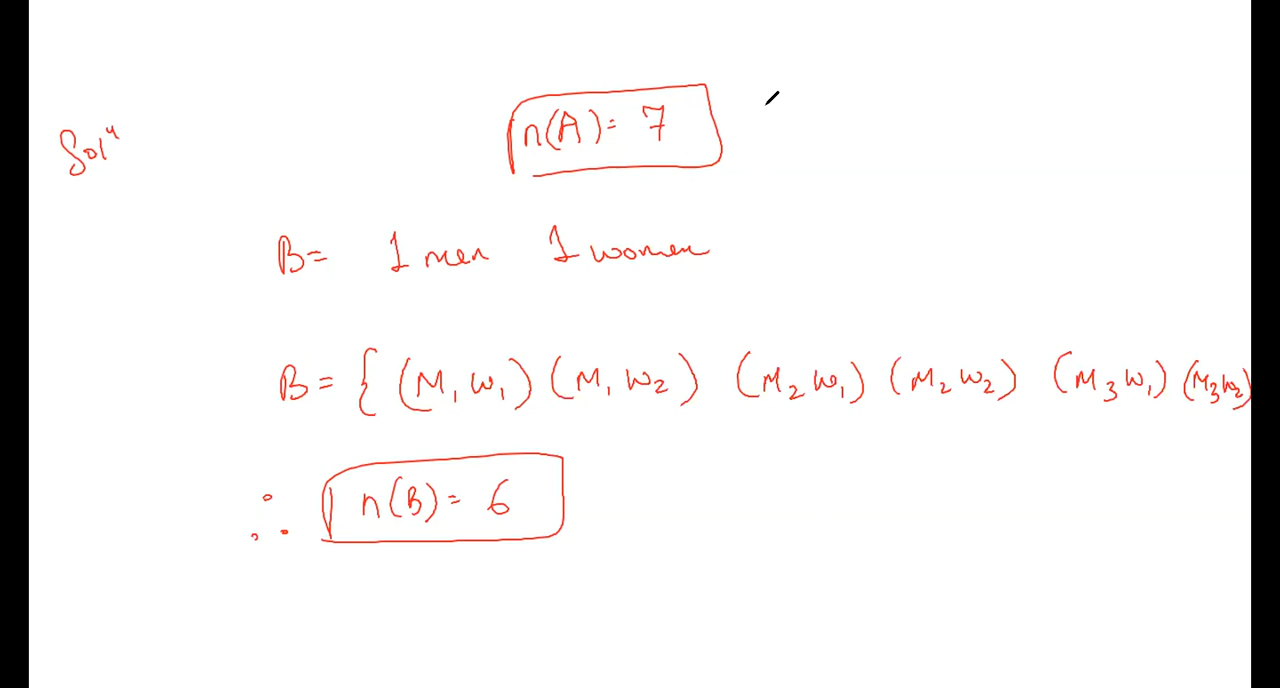 n(A) = 7
Solⁿ
B = 1 men 1 women
B = { (M₁ W₁) (M₁ W₂) (M₂ W₁) (M₂ W₂) (M₃ W₁) (M₃ W₂)
∴ n(B) = 6